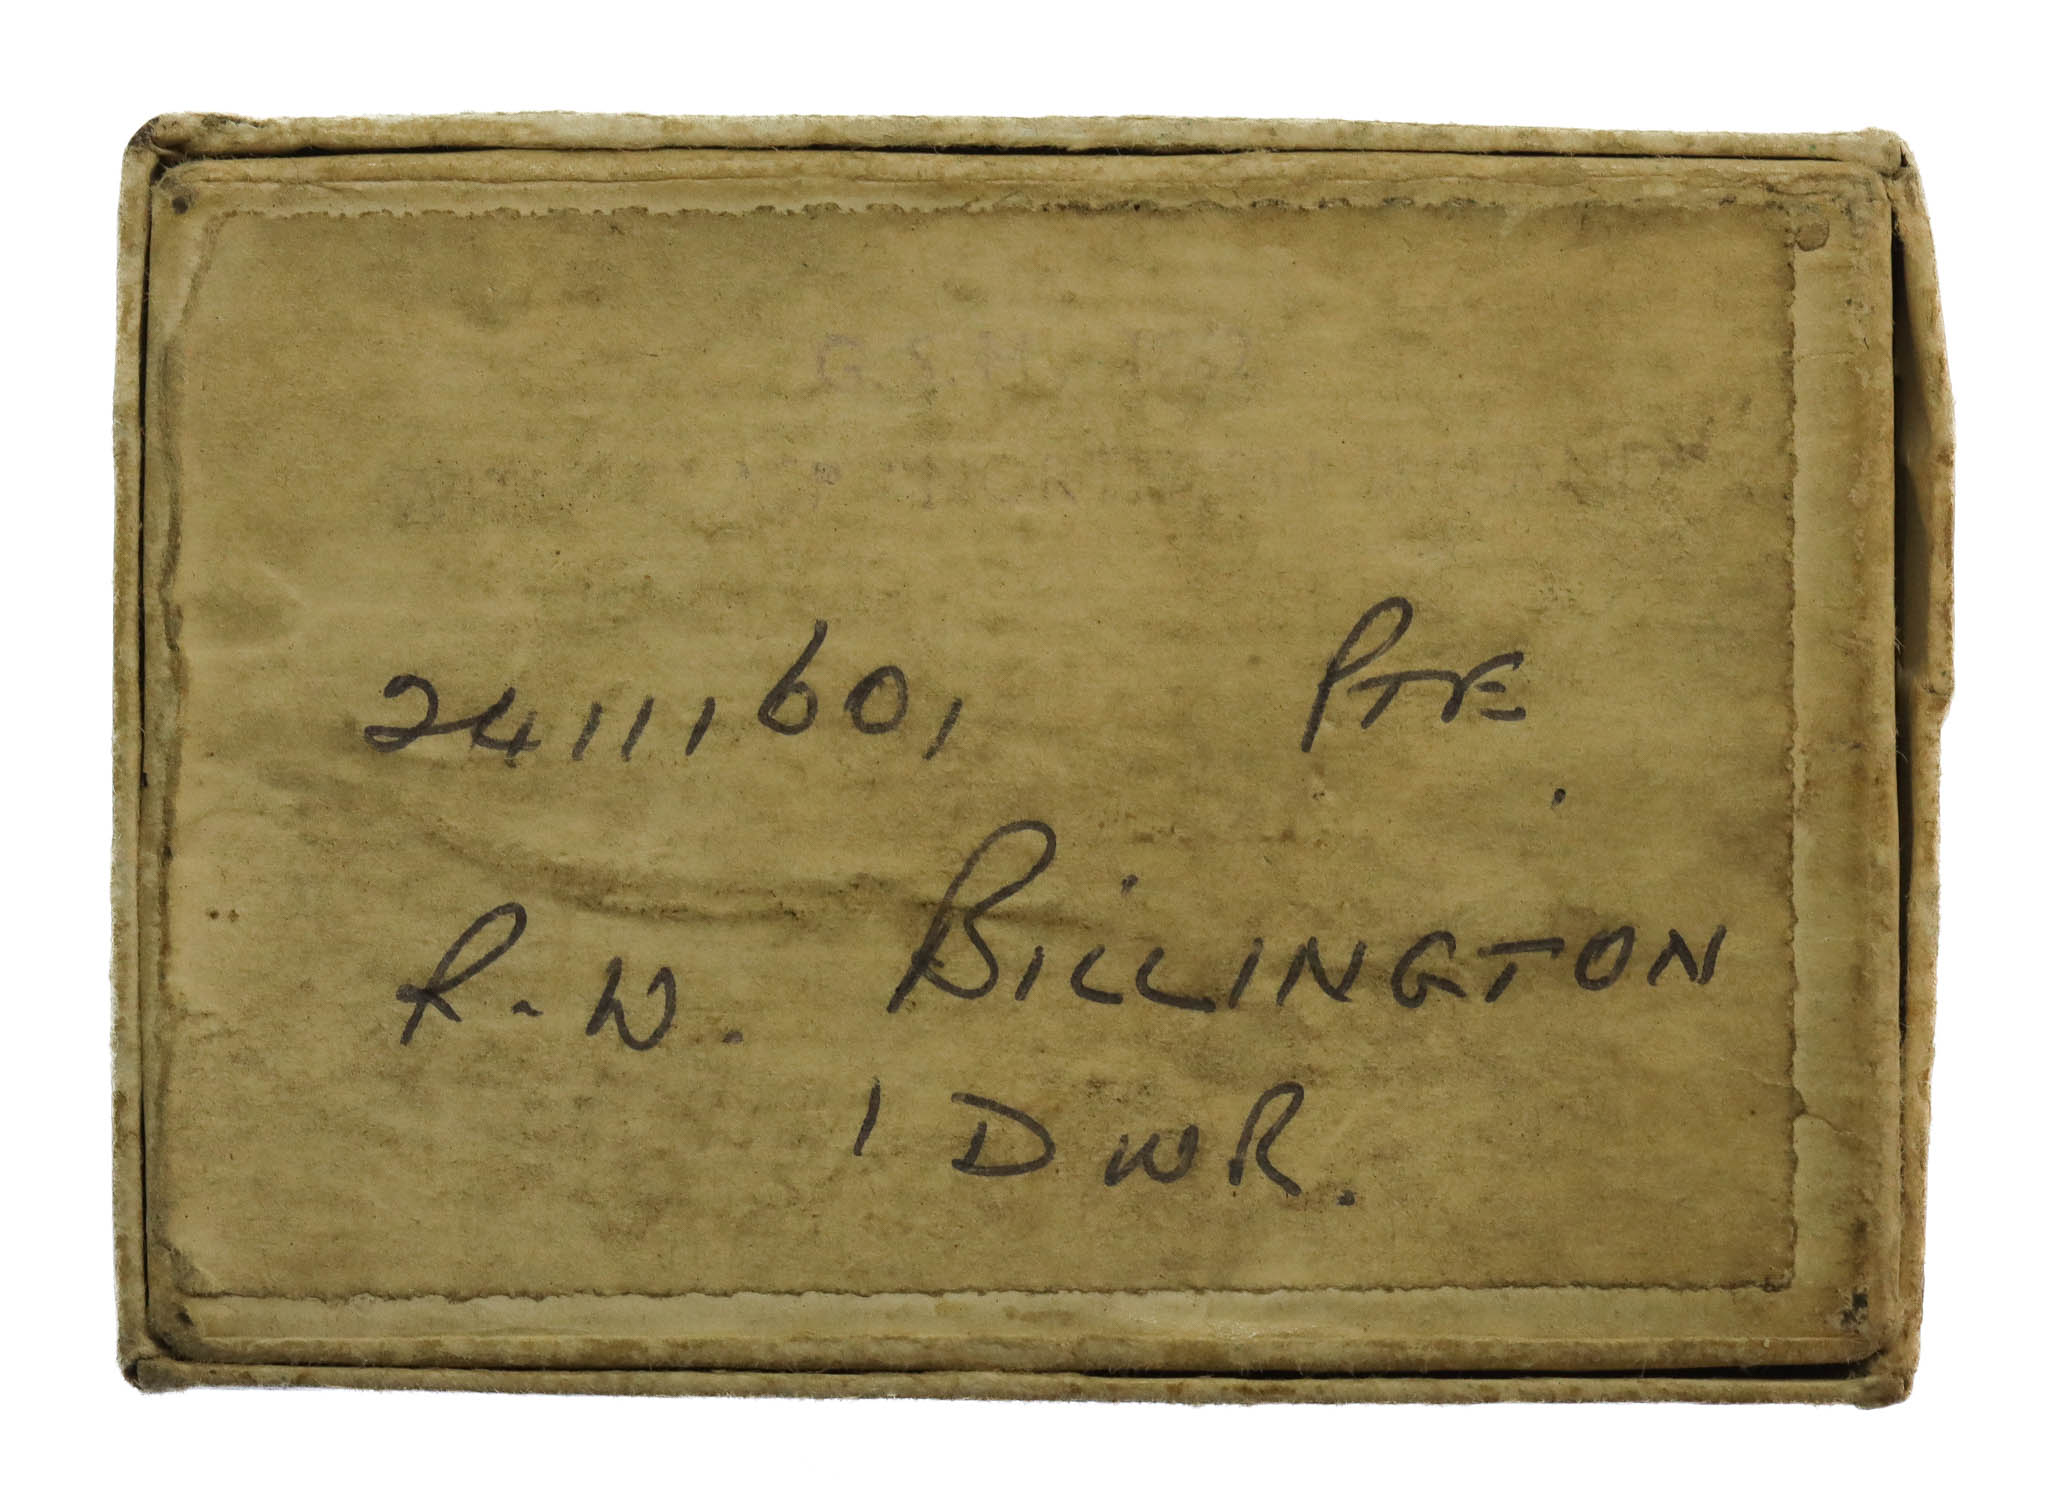 24111601 PTE.
R.W. BILLINGTON
1 DWR.